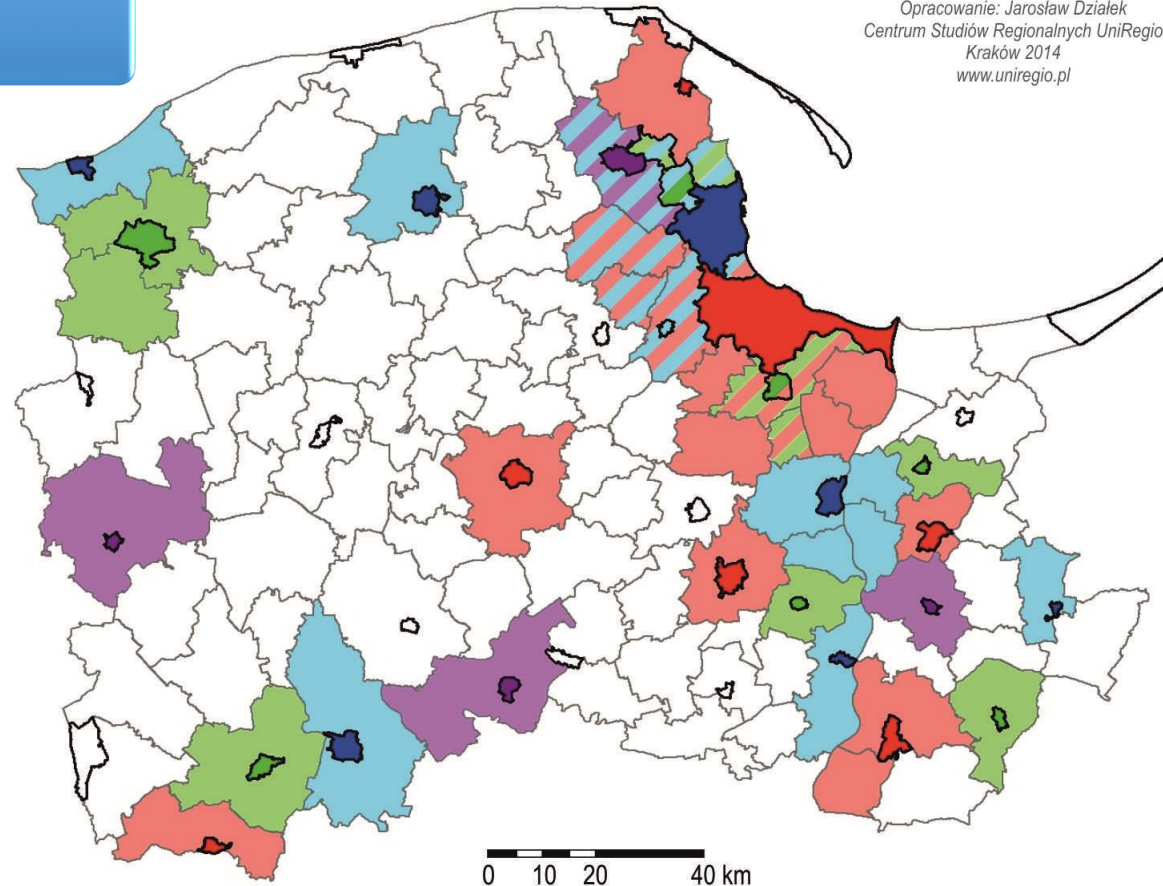 Opracowanie: Jarosław Działek
Centrum Studiów Regionalnych UniRegio
Kraków 2014
www.uniregio.pl
0 10 20 40 km